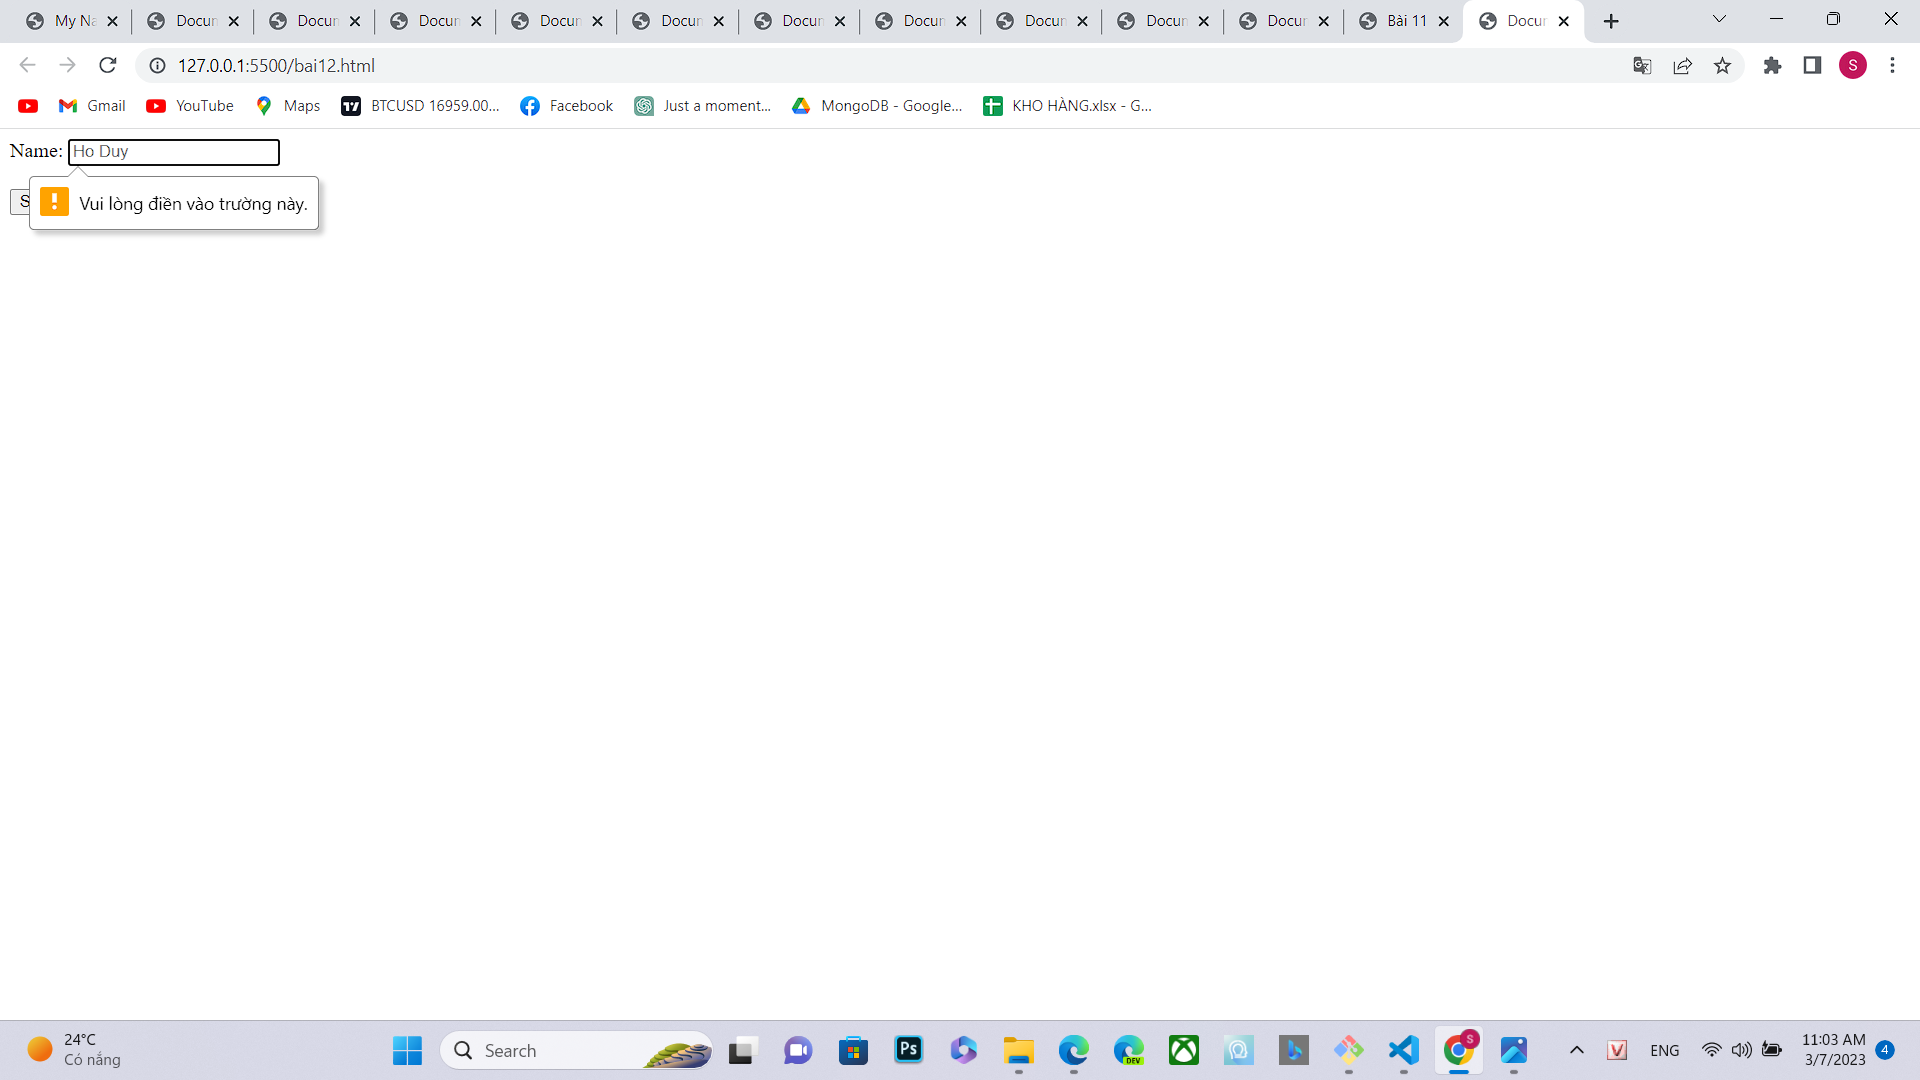 My Na Docun Docun Docun Docun Docun Docun Docun Docun Docun Docun Bài 11 Docun
127.0.0.1:5500/bai12.html S
Gmail YouTube Maps BTCUSD 16959.00... Facebook Just a moment... MongoDB - Google... KHO HÀNG.xlsx - G...
Name: Ho Duy
S
Vui lòng điền vào trường này.
24°C
Có nắng
Search
Ps
DEV
S
V
ENG
11:03 AM
3/7/2023
4